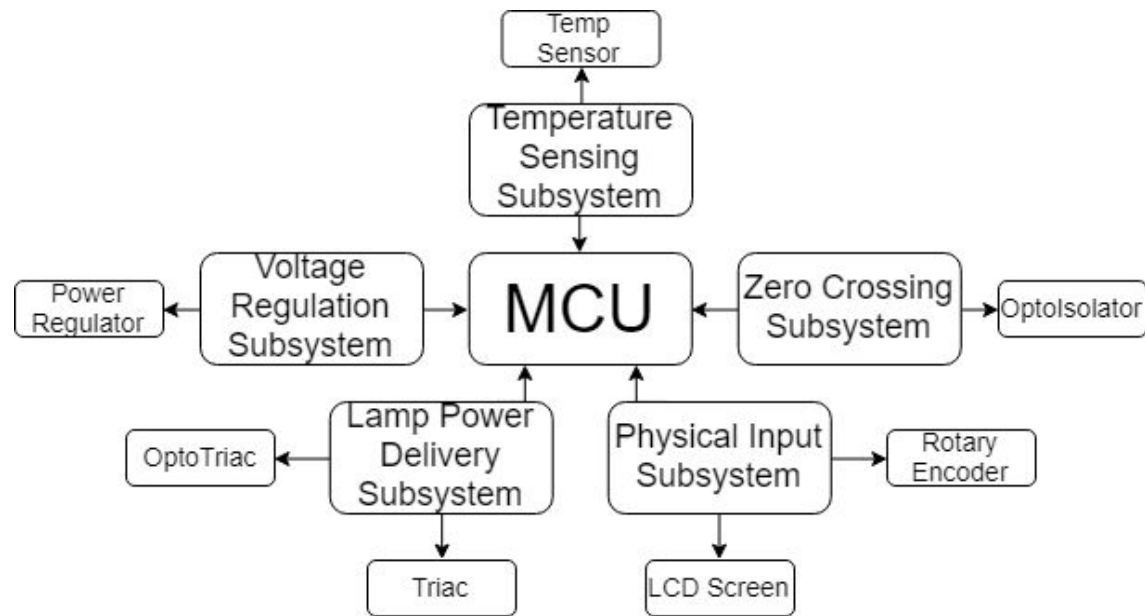 Temp
Sensor
Temperature
Sensing
Subsystem
Voltage
Regulation
Subsystem
Power
Regulator
MCU
Zero Crossing
Subsystem
OptoIsolator
Lamp Power
Delivery
Subsystem
OptoTriac
Triac
Physical Input
Subsystem
Rotary
Encoder
LCD Screen